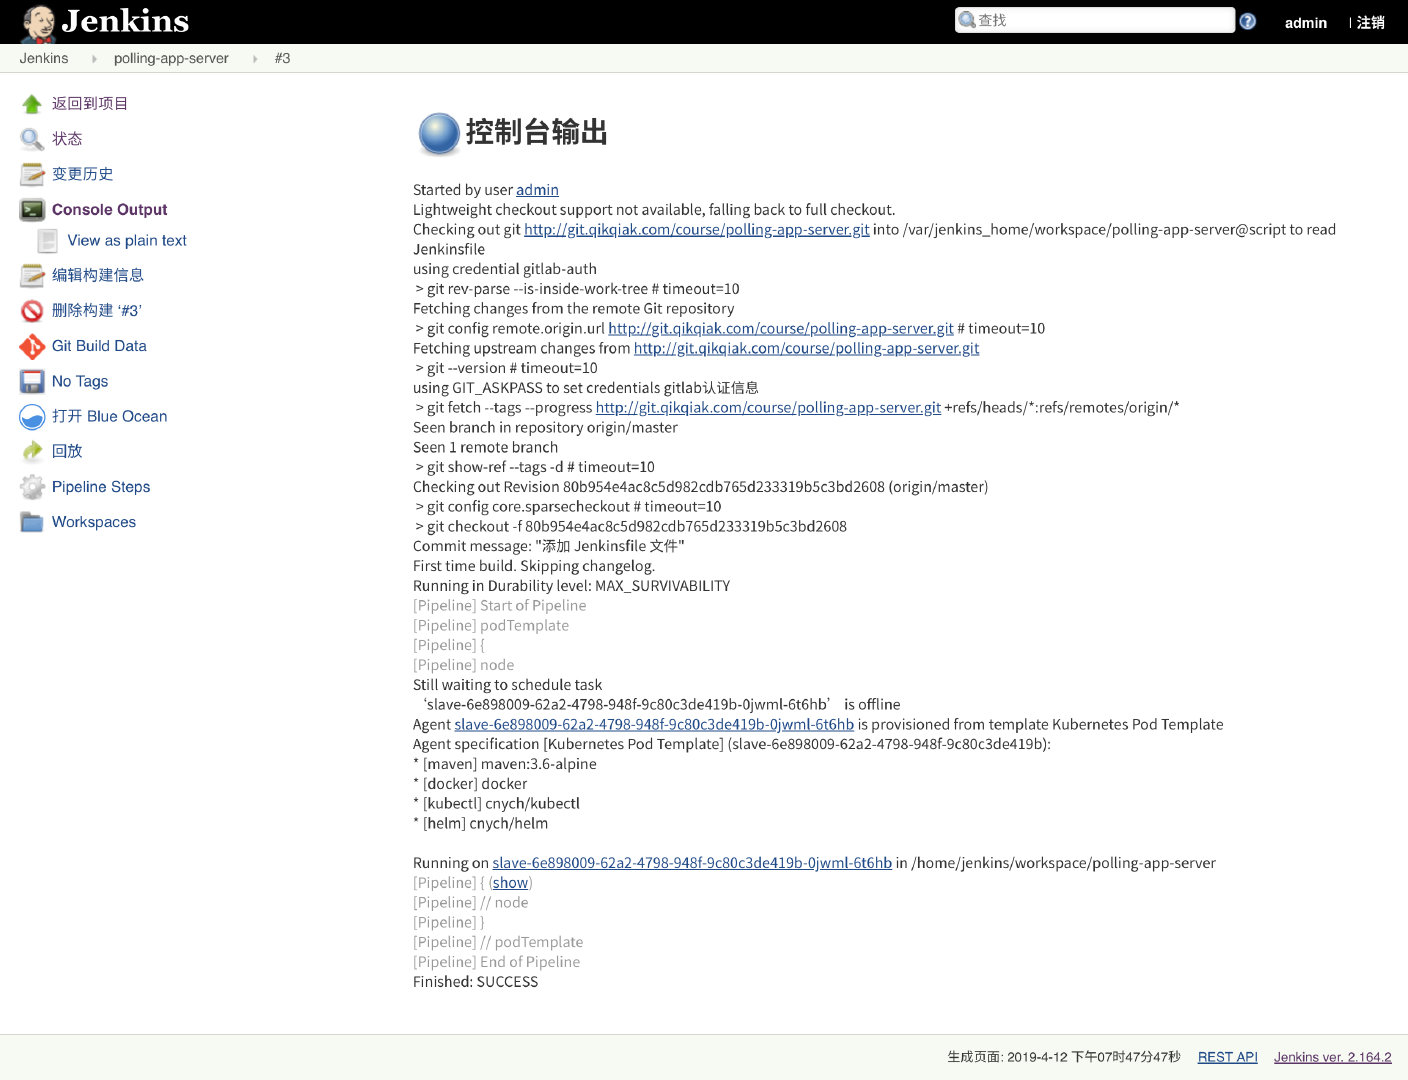 Jenkins
查找
admin
| 注销
Jenkins
polling-app-server
#3
返回到项目
状态
变更历史
Console Output
View as plain text
编辑构建信息
删除构建 ‘#3’
Git Build Data
No Tags
打开 Blue Ocean
回放
Pipeline Steps
Workspaces
控制台输出
Started by user admin
Lightweight checkout support not available, falling back to full checkout.
Checking out git http://git.qikqiak.com/course/polling-app-server.git into /var/jenkins_home/workspace/polling-app-server@script to read
Jenkinsfile
using credential gitlab-auth
> git rev-parse --is-inside-work-tree # timeout=10
Fetching changes from the remote Git repository
> git config remote.origin.url http://git.qikqiak.com/course/polling-app-server.git # timeout=10
Fetching upstream changes from http://git.qikqiak.com/course/polling-app-server.git
> git --version # timeout=10
using GIT_ASKPASS to set credentials gitlab认证信息
> git fetch --tags --progress http://git.qikqiak.com/course/polling-app-server.git +refs/heads/*:refs/remotes/origin/*
Seen branch in repository origin/master
Seen 1 remote branch
> git show-ref --tags -d # timeout=10
Checking out Revision 80b954e4ac8c5d982cdb765d233319b5c3bd2608 (origin/master)
> git config core.sparsecheckout # timeout=10
> git checkout -f 80b954e4ac8c5d982cdb765d233319b5c3bd2608
Commit message: "添加 Jenkinsfile 文件"
First time build. Skipping changelog.
Running in Durability level: MAX_SURVIVABILITY
[Pipeline] Start of Pipeline
[Pipeline] podTemplate
[Pipeline] {
[Pipeline] node
Still waiting to schedule task
‘slave-6e898009-62a2-4798-948f-9c80c3de419b-0jwml-6t6hb’ is offline
Agent slave-6e898009-62a2-4798-948f-9c80c3de419b-0jwml-6t6hb is provisioned from template Kubernetes Pod Template
Agent specification [Kubernetes Pod Template] (slave-6e898009-62a2-4798-948f-9c80c3de419b):
* [maven] maven:3.6-alpine
* [docker] docker
* [kubectl] cnych/kubectl
* [helm] cnych/helm
Running on slave-6e898009-62a2-4798-948f-9c80c3de419b-0jwml-6t6hb in /home/jenkins/workspace/polling-app-server
[Pipeline] { (show)
[Pipeline] // node
[Pipeline] }
[Pipeline] // podTemplate
[Pipeline] End of Pipeline
Finished: SUCCESS
生成页面: 2019-4-12 下午07时47分47秒
REST API
Jenkins ver. 2.164.2